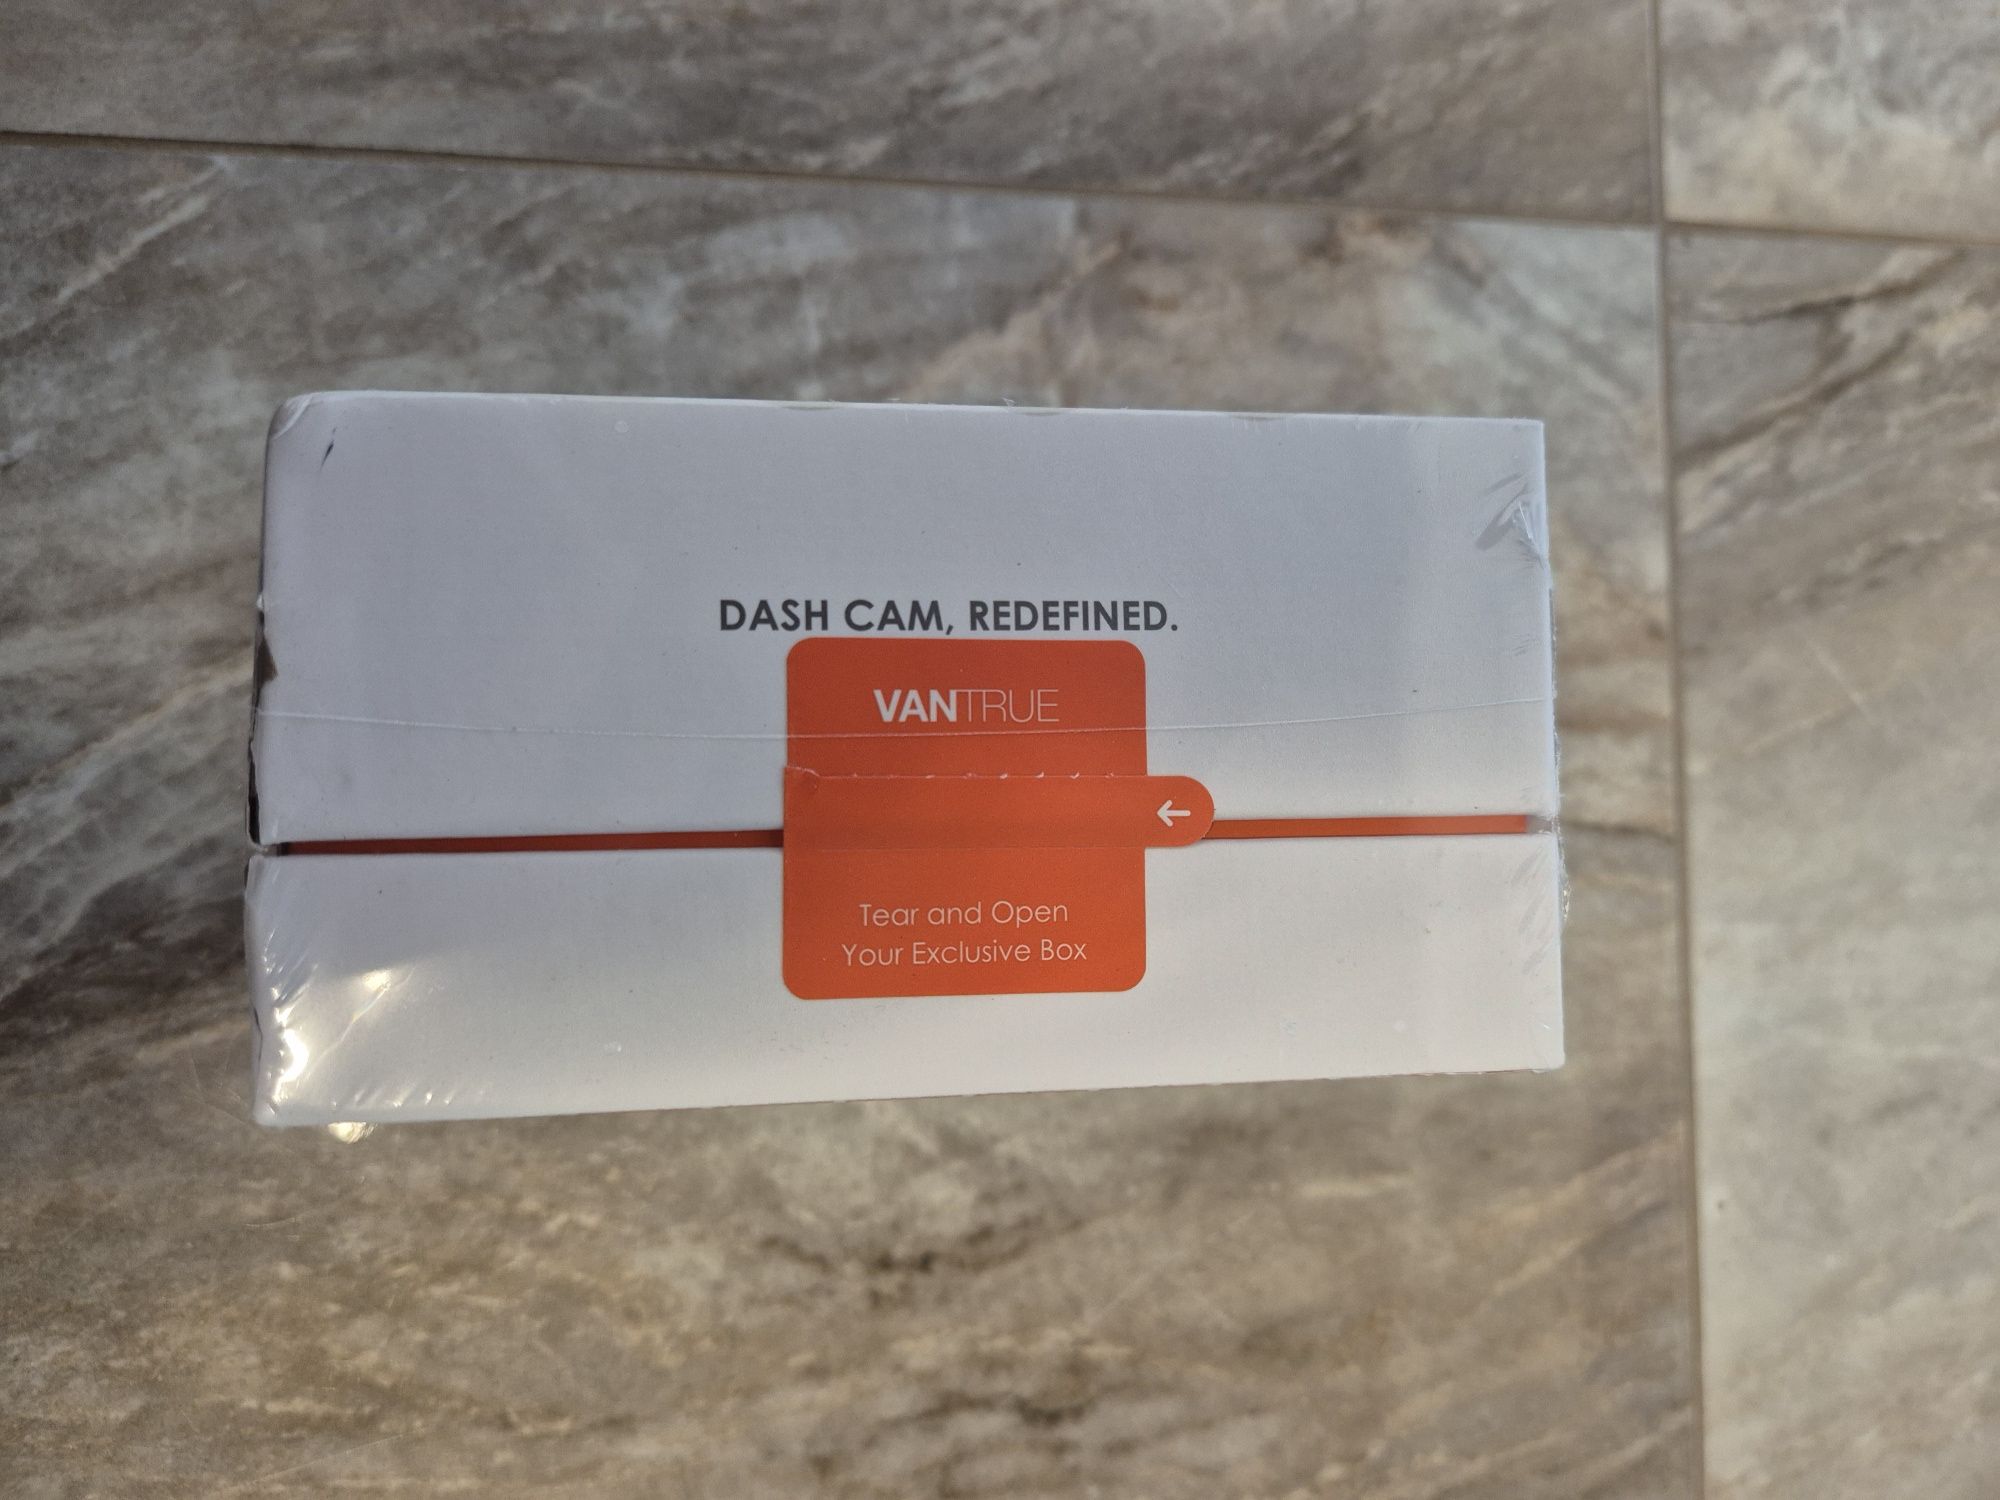 DASH CAM, REDEFINED.
VANTRUE
←
Tear and Open
Your Exclusive Box